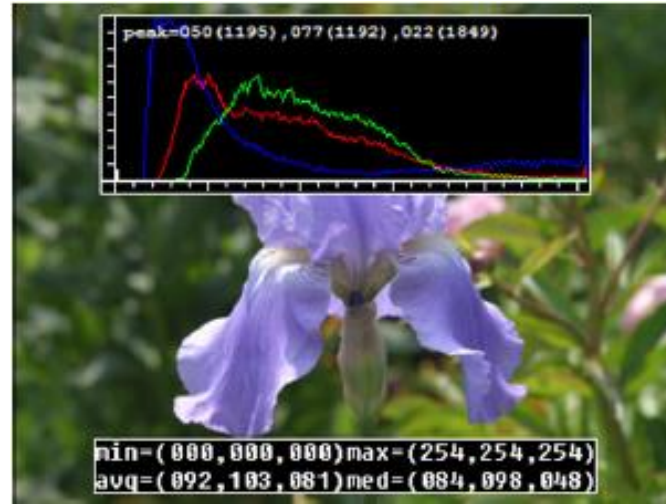 peak=050(1195),077(1192),022(1849)
min=(000,000,000)max=(254,254,254)
avg=(092,103,081)med=(084,098,048)